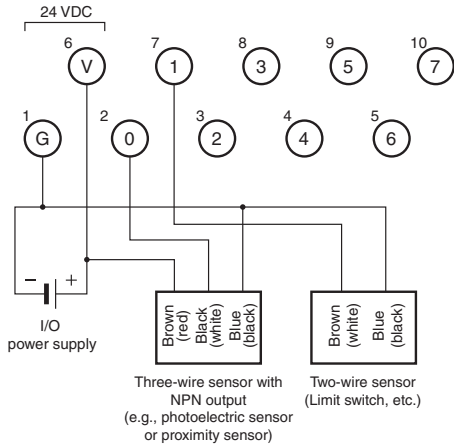 24 VDC
6 7 8 9 10
V 1 3 5 7
1 2 3 4 5
G 0 2 4 6
− +
I/O
power supply
Brown
(red)
Black
(white)
Blue
(black)
Brown
(white)
Blue
(black)
Three-wire sensor with
NPN output
(e.g., photoelectric sensor
or proximity sensor)
Two-wire sensor
(Limit switch, etc.)